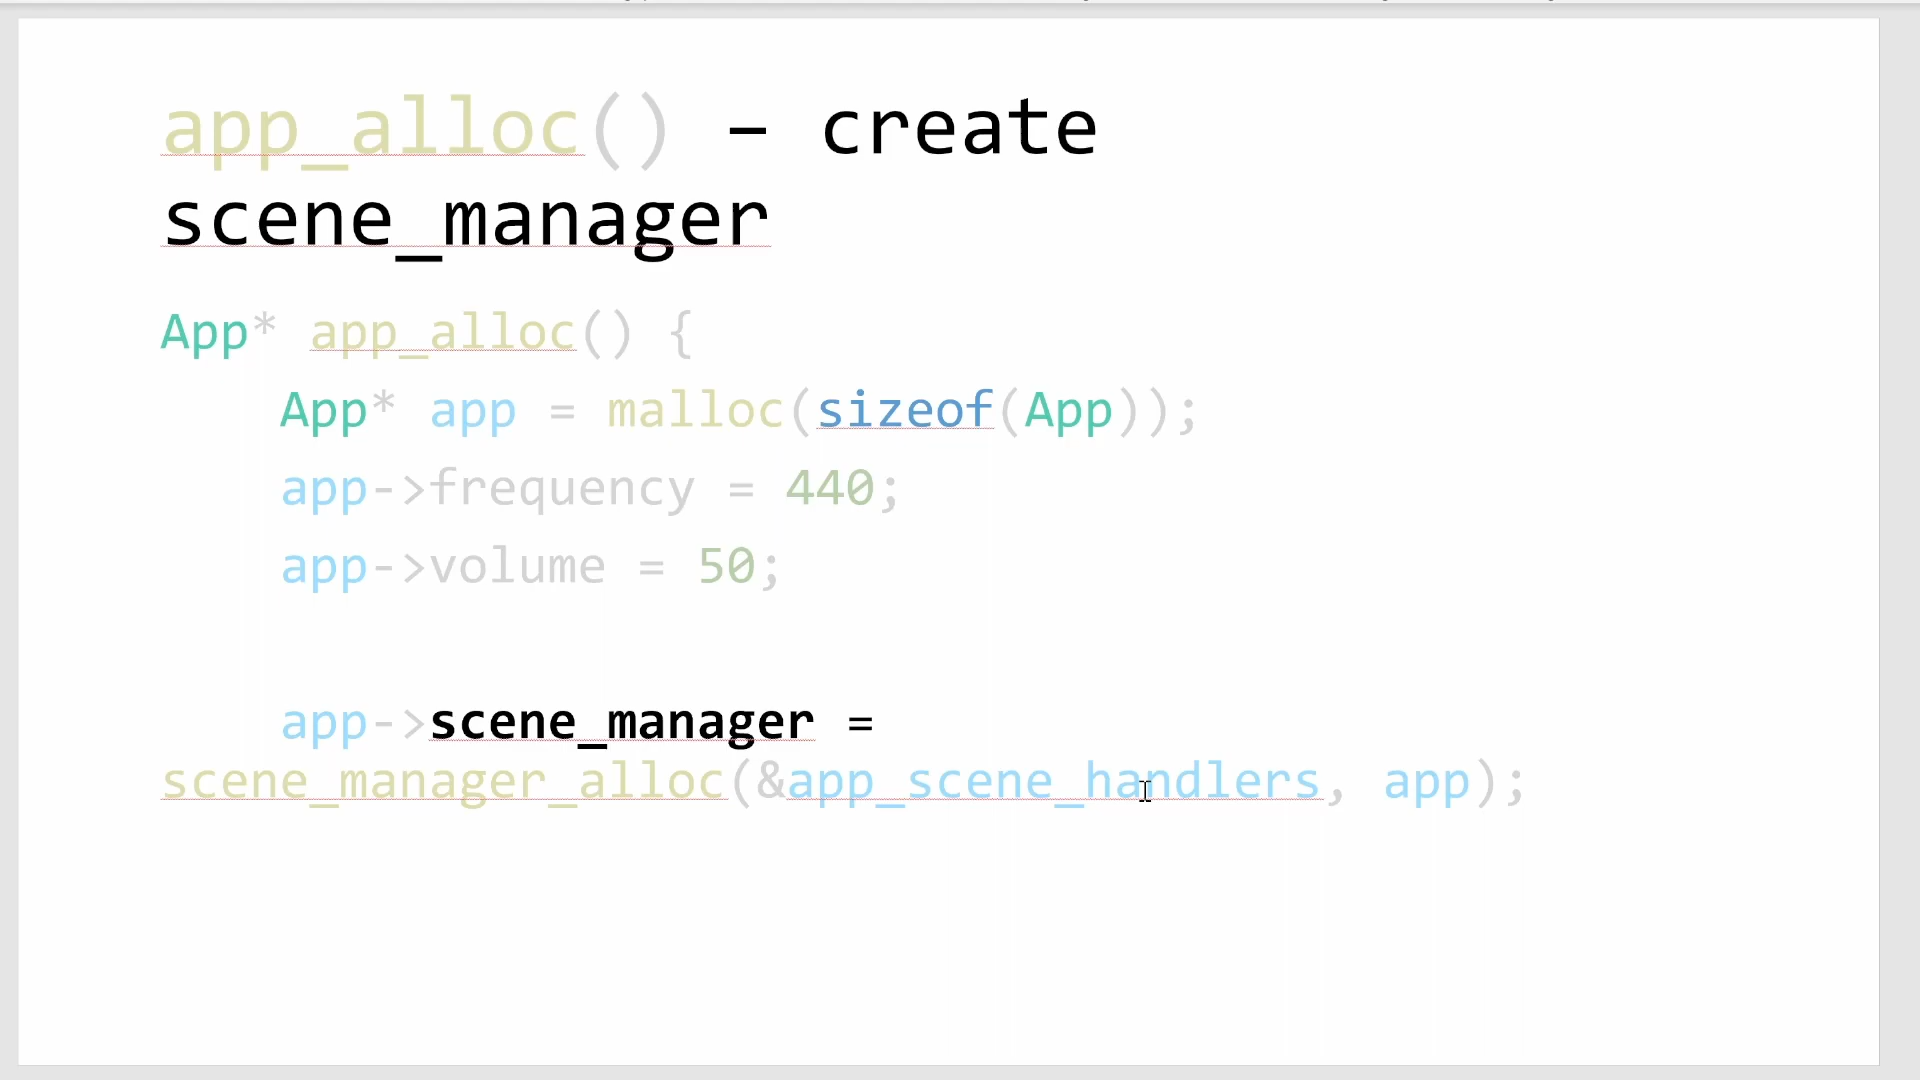 app_alloc() – create
scene_manager
App* app_alloc() {
App* app = malloc(sizeof(App));
app->frequency = 440;
app->volume = 50;
app->scene_manager =
scene_manager_alloc(&app_scene_handlers, app);